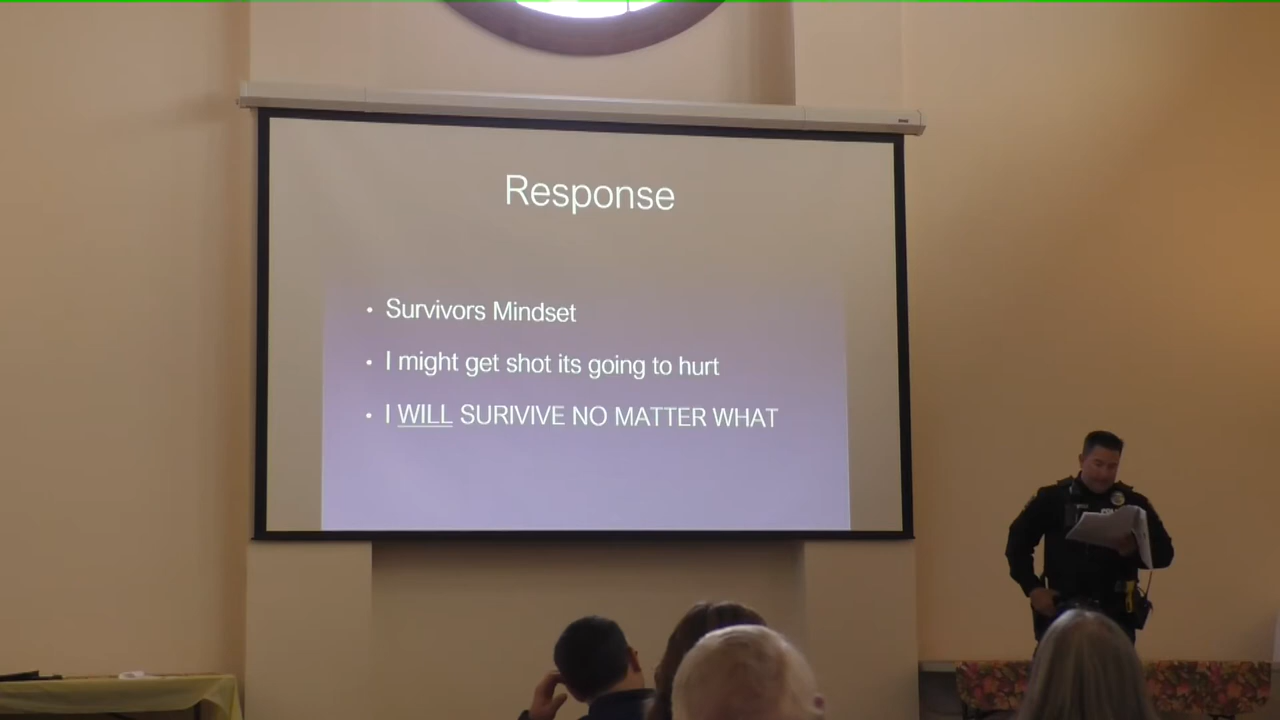 Response
• Survivors Mindset
• I might get shot its going to hurt
• I WILL SURIVIVE NO MATTER WHAT